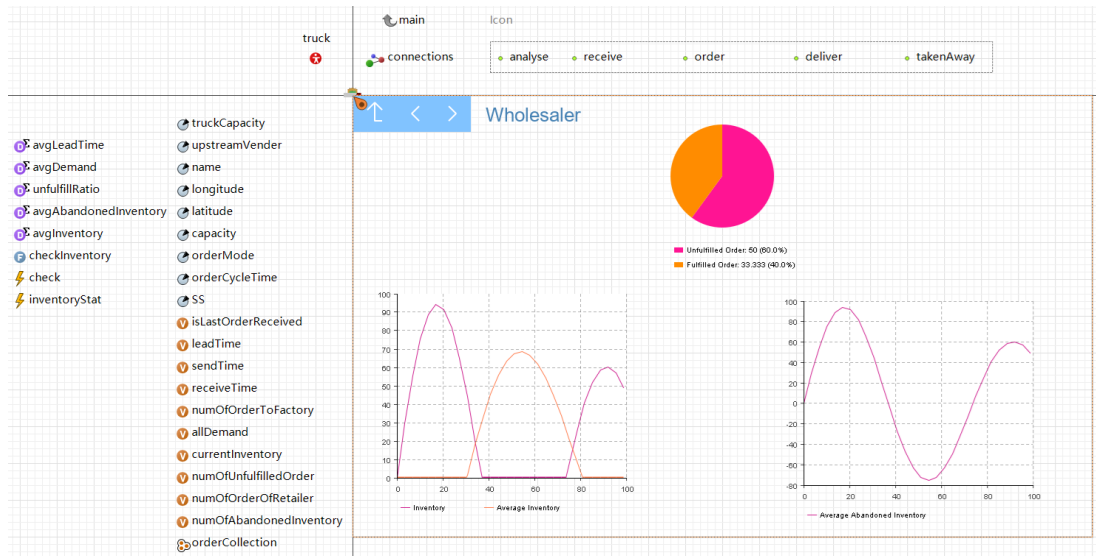 main
Icon
truck
connections
analyse
receive
order
deliver
takenAway
Wholesaler
truckCapacity
avgLeadTime
upstreamVender
avgDemand
name
unfulfillRatio
longitude
avgAbandonedInventory
latitude
avgInventory
capacity
checkInventory
orderMode
check
orderCycleTime
inventoryStat
SS
isLastOrderReceived
leadTime
sendTime
receiveTime
numOfOrderToFactory
allDemand
currentInventory
numOfUnfulfilledOrder
numOfOrderOfRetailer
numOfAbandonedInventory
orderCollection
Unfulfilled Order: 50 (60.0%)
Fulfilled Order: 33.333 (40.0%)
100
90
80
70
60
50
40
30
20
10
0
0 20 40 60 80 100
Inventory Average Inventory
100
80
60
40
20
0
-20
-40
-60
-80
0 20 40 60 80 100
Average Abandoned Inventory